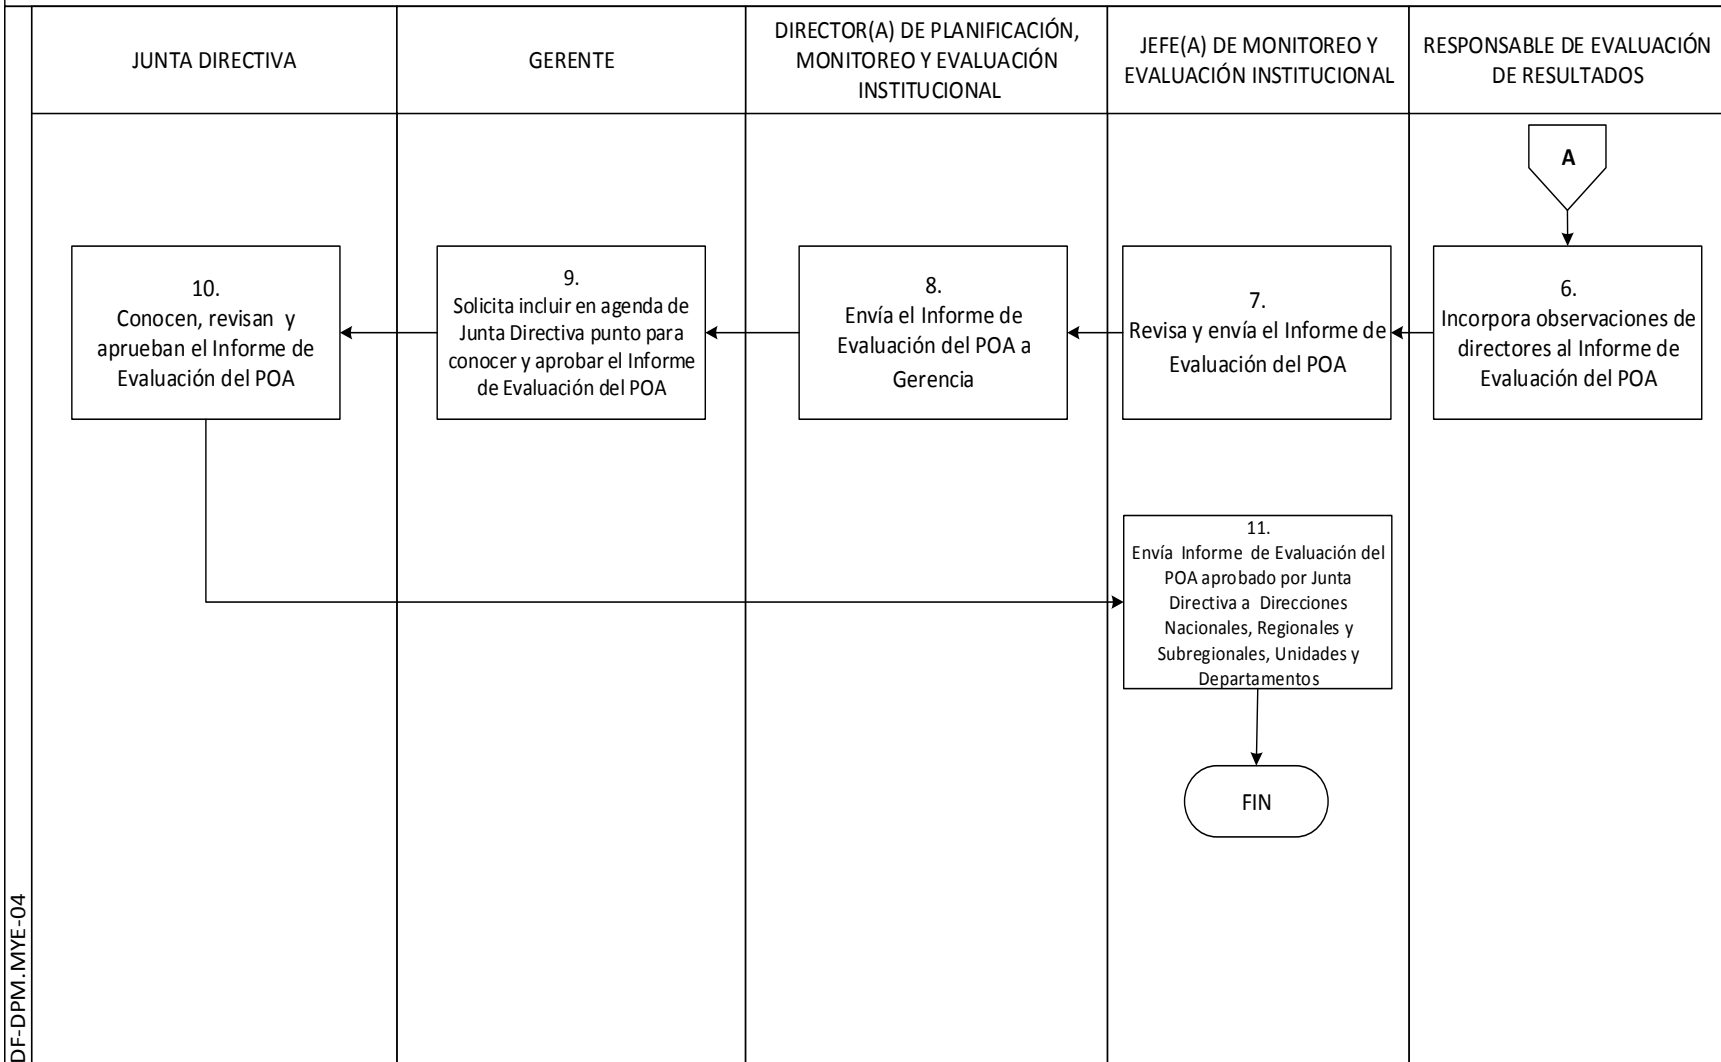 JUNTA DIRECTIVA
GERENTE
DIRECTOR(A) DE PLANIFICACIÓN,
MONITOREO Y EVALUACIÓN
INSTITUCIONAL
JEFE(A) DE MONITOREO Y
EVALUACIÓN INSTITUCIONAL
RESPONSABLE DE EVALUACIÓN
DE RESULTADOS
A
10.
Conocen, revisan y
aprueban el Informe de
Evaluación del POA
9.
Solicita incluir en agenda de
Junta Directiva punto para
conocer y aprobar el Informe
de Evaluación del POA
8.
Envía el Informe de
Evaluación del POA a
Gerencia
7.
Revisa y envía el Informe de
Evaluación del POA
6.
Incorpora observaciones de
directores al Informe de
Evaluación del POA
11.
Envía Informe de Evaluación del
POA aprobado por Junta
Directiva a Direcciones
Nacionales, Regionales y
Subregionales, Unidades y
Departamentos
FIN
DF-DPM.MYE-04